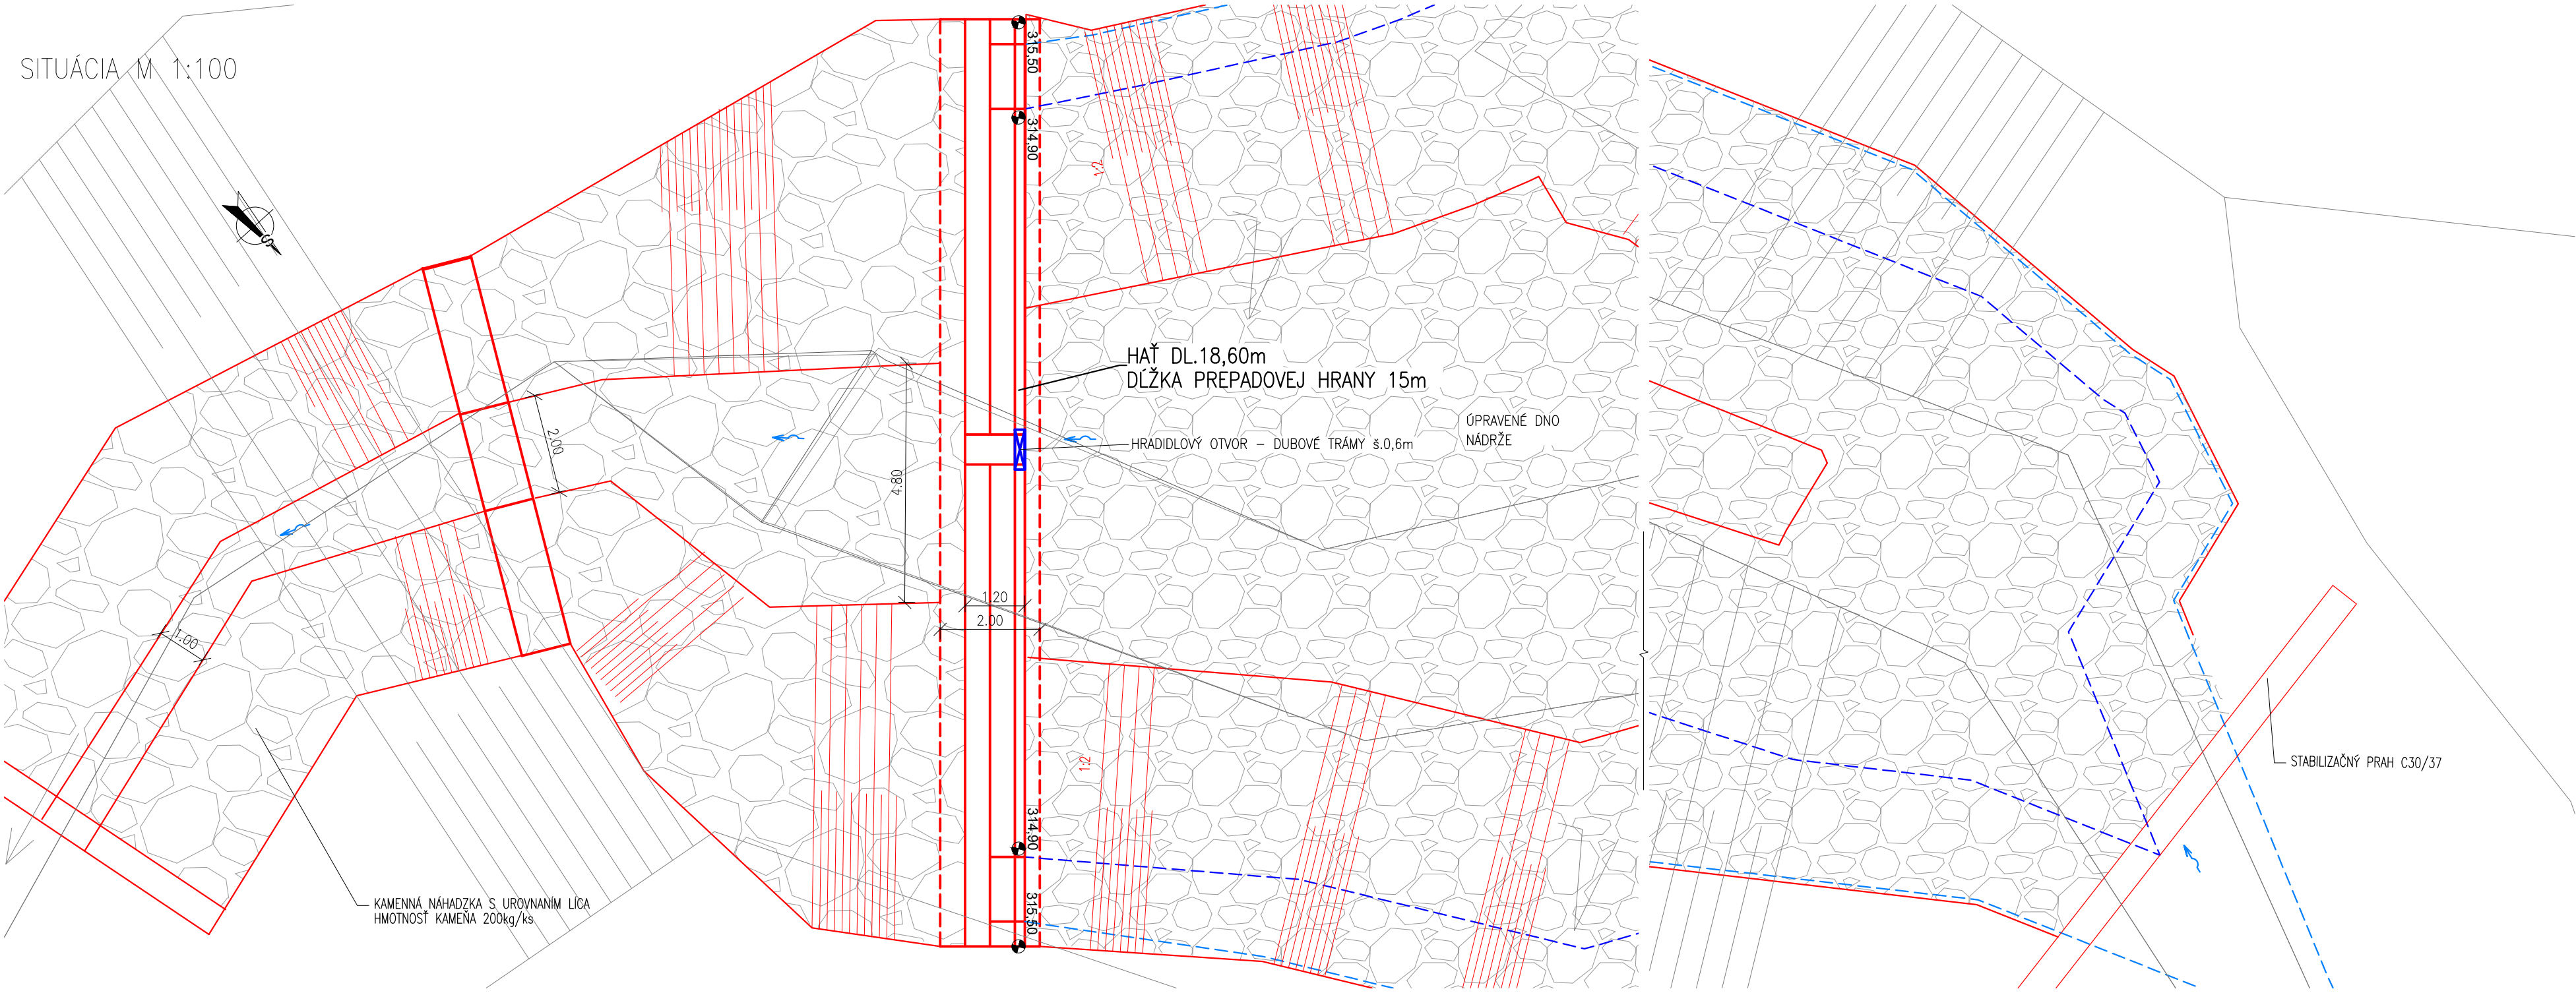 SITUÁCIA M 1:100
S
315,50
314,90
1:2
HAŤ DL.18,60m
DĹŽKA PREPADOVEJ HRANY 15m
HRADIDLOVÝ OTVOR – DUBOVÉ TRÁMY š.0,6m
ÚPRAVENÉ DNO
NÁDRŽE
2,00
4.80
1.20
2.00
1.00
1:2
314,90
315,50
KAMENNÁ NÁHADZKA S UROVNANÍM LÍCA
HMOTNOSŤ KAMEŇA 200kg/ks
STABILIZAČNÝ PRAH C30/37